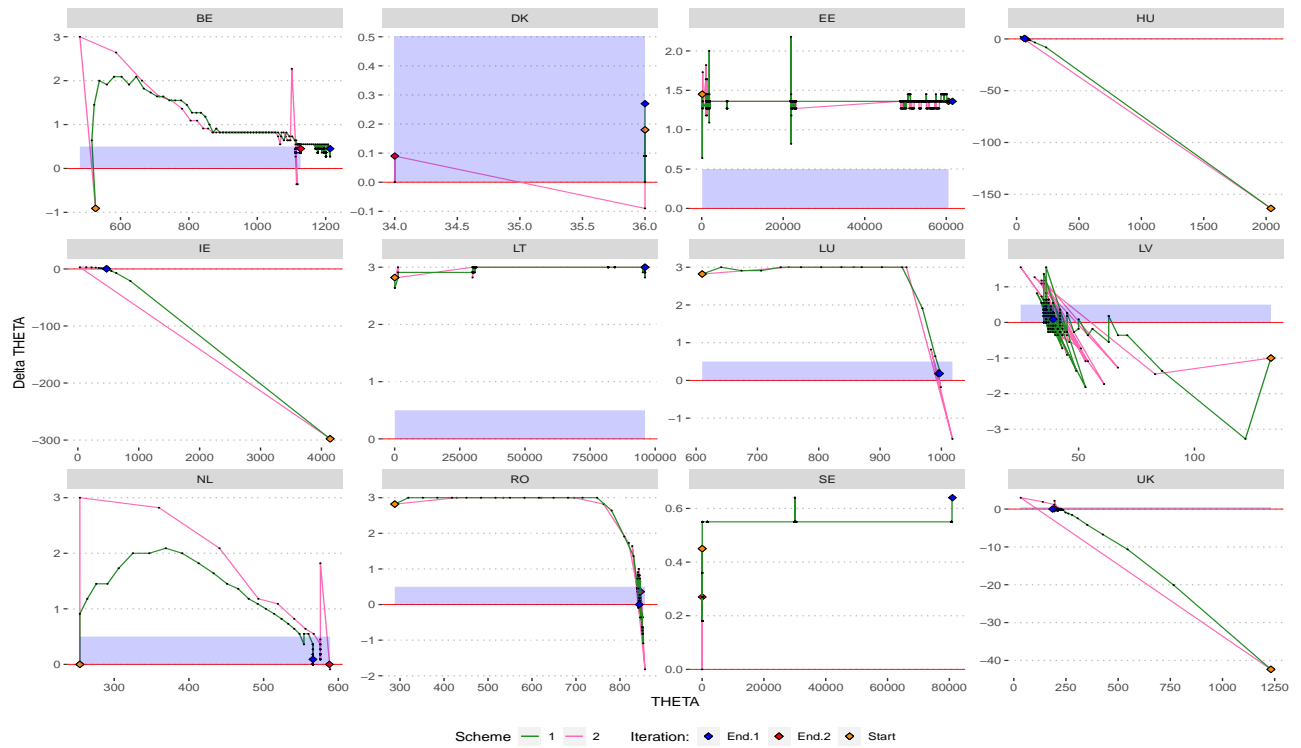 BE DK EE HU
3 2 1 0 −1
600 800 1000 1200
0.5 0.4 0.3 0.2 0.1 0.0 −0.1
34.0 34.5 35.0 35.5 36.0
2.0 1.5 1.0 0.5 0.0
0 20000 40000 60000
0 −50 −100 −150
0 500 1000 1500 2000
IE LT LU LV
0 −100 −200 −300
0 1000 2000 3000 4000
3 2 1 0
0 25000 50000 75000 100000
3 2 1 0 −1
600 700 800 900 1000
1 0 −1 −2 −3
50 100
NL RO SE UK
3 2 1 0
300 400 500 600
3 2 1 0 −1 −2
300 400 500 600 700 800
0.6 0.4 0.2 0.0
0 20000 40000 60000 80000
0 −10 −20 −30 −40
0 250 500 750 1000 1250
Delta THETA
THETA
Scheme 1 2 Iteration: End.1 End.2 Start